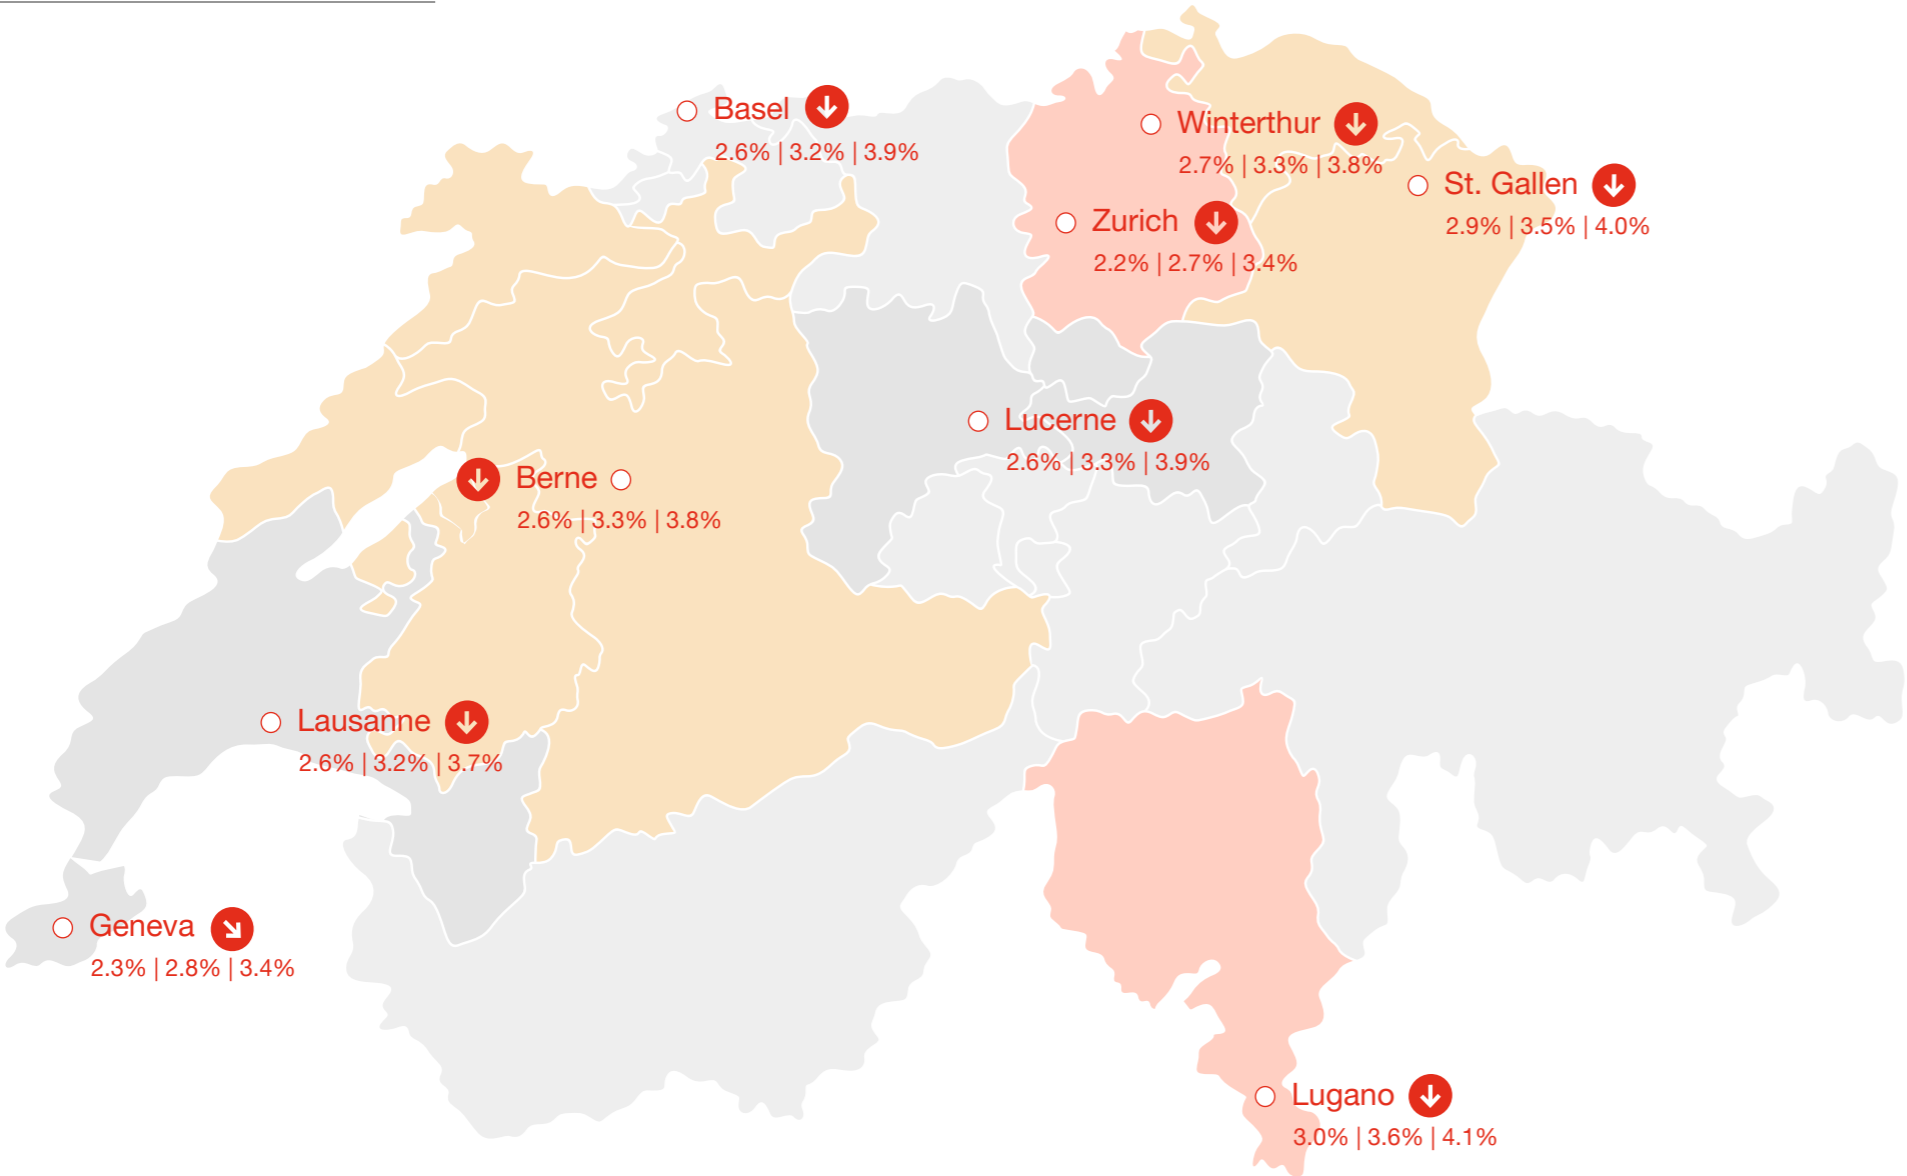 Basel
2.6% | 3.2% | 3.9%
Winterthur
2.7% | 3.3% | 3.8%
St. Gallen
2.9% | 3.5% | 4.0%
Zurich
2.2% | 2.7% | 3.4%
Lucerne
2.6% | 3.3% | 3.9%
Berne
2.6% | 3.3% | 3.8%
Lausanne
2.6% | 3.2% | 3.7%
Geneva
2.3% | 2.8% | 3.4%
Lugano
3.0% | 3.6% | 4.1%